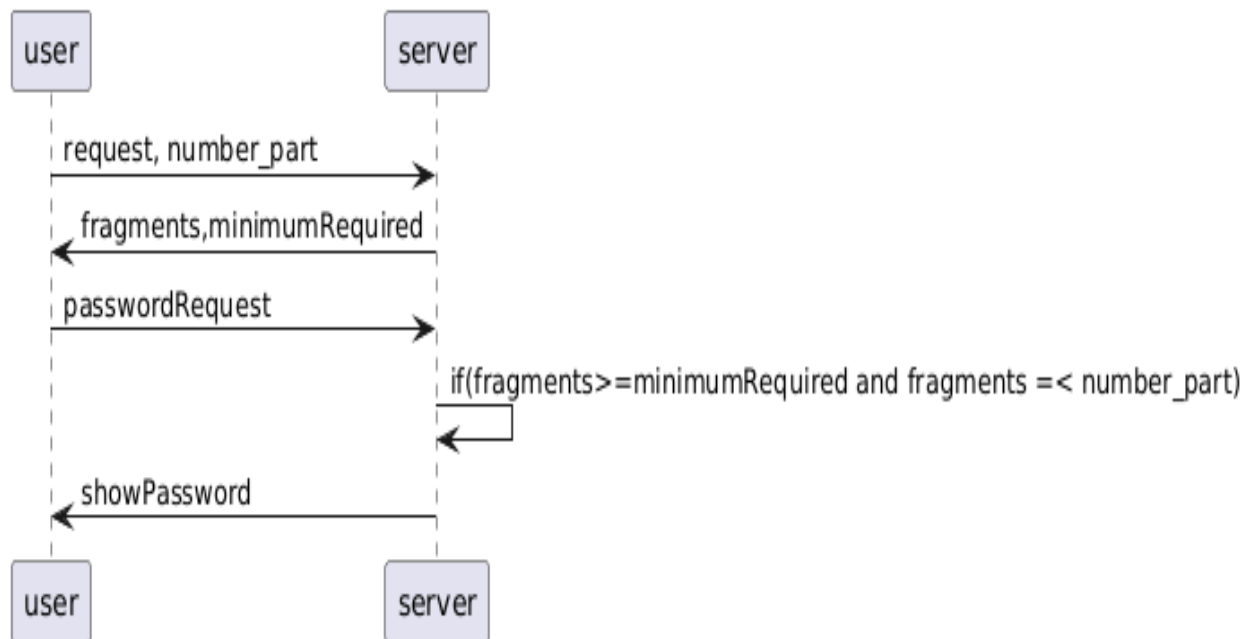 user server
request, number_part
fragments,minimumRequired
passwordRequest
if(fragments>=minimumRequired and fragments =< number_part)
showPassword
user server